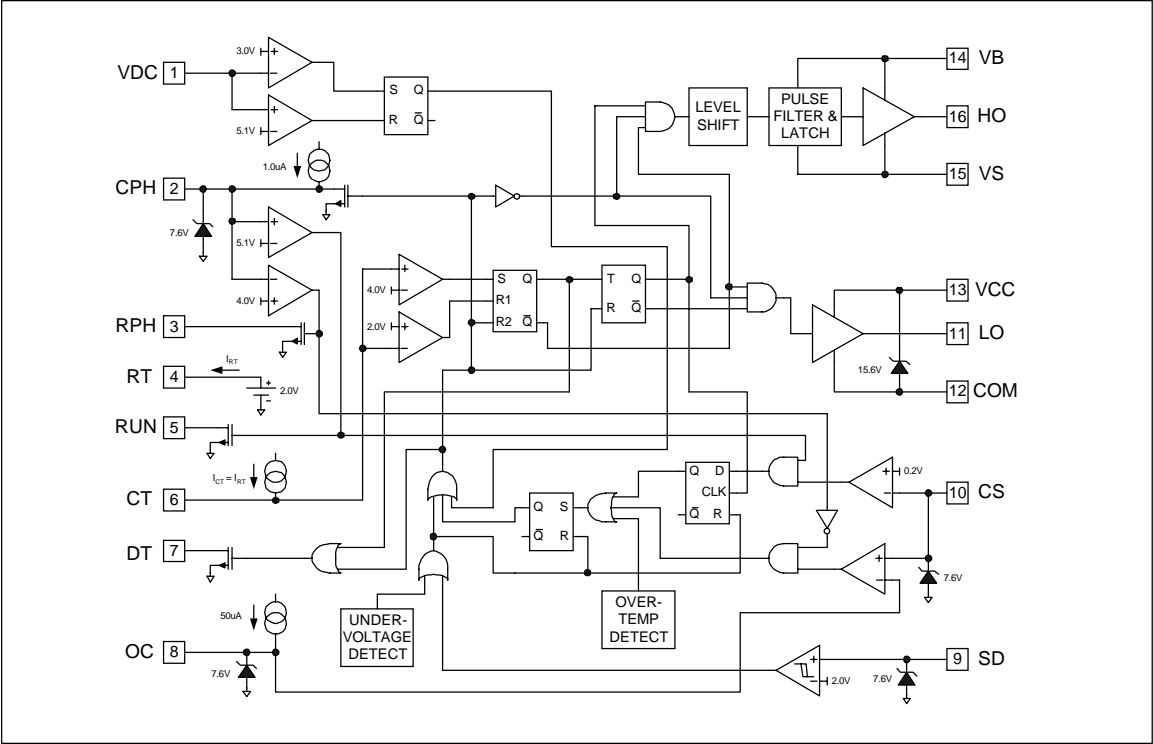 VDC 1
3.0V
+
−
+
5.1V −
S Q
R Q̅
1.0uA
CPH 2
7.6V
+
5.1V −
−
4.0V +
RPH 3
RT 4
I_RT
+
− 2.0V
RUN 5
I_CT = I_RT
CT 6
DT 7
50uA
OC 8
7.6V
+
4.0V −
2.0V +
−
S Q
R1
R2 Q̅
T Q
R Q̅
LEVEL
SHIFT
PULSE
FILTER &
LATCH
14 VB
16 HO
15 VS
13 VCC
11 LO
15.6V
12 COM
Q D
CLK
Q̅ R
Q S
Q̅ R
+ 0.2V
−
10 CS
+
−
7.6V
UNDER-
VOLTAGE
DETECT
OVER-
TEMP
DETECT
+
− 2.0V
7.6V
9 SD